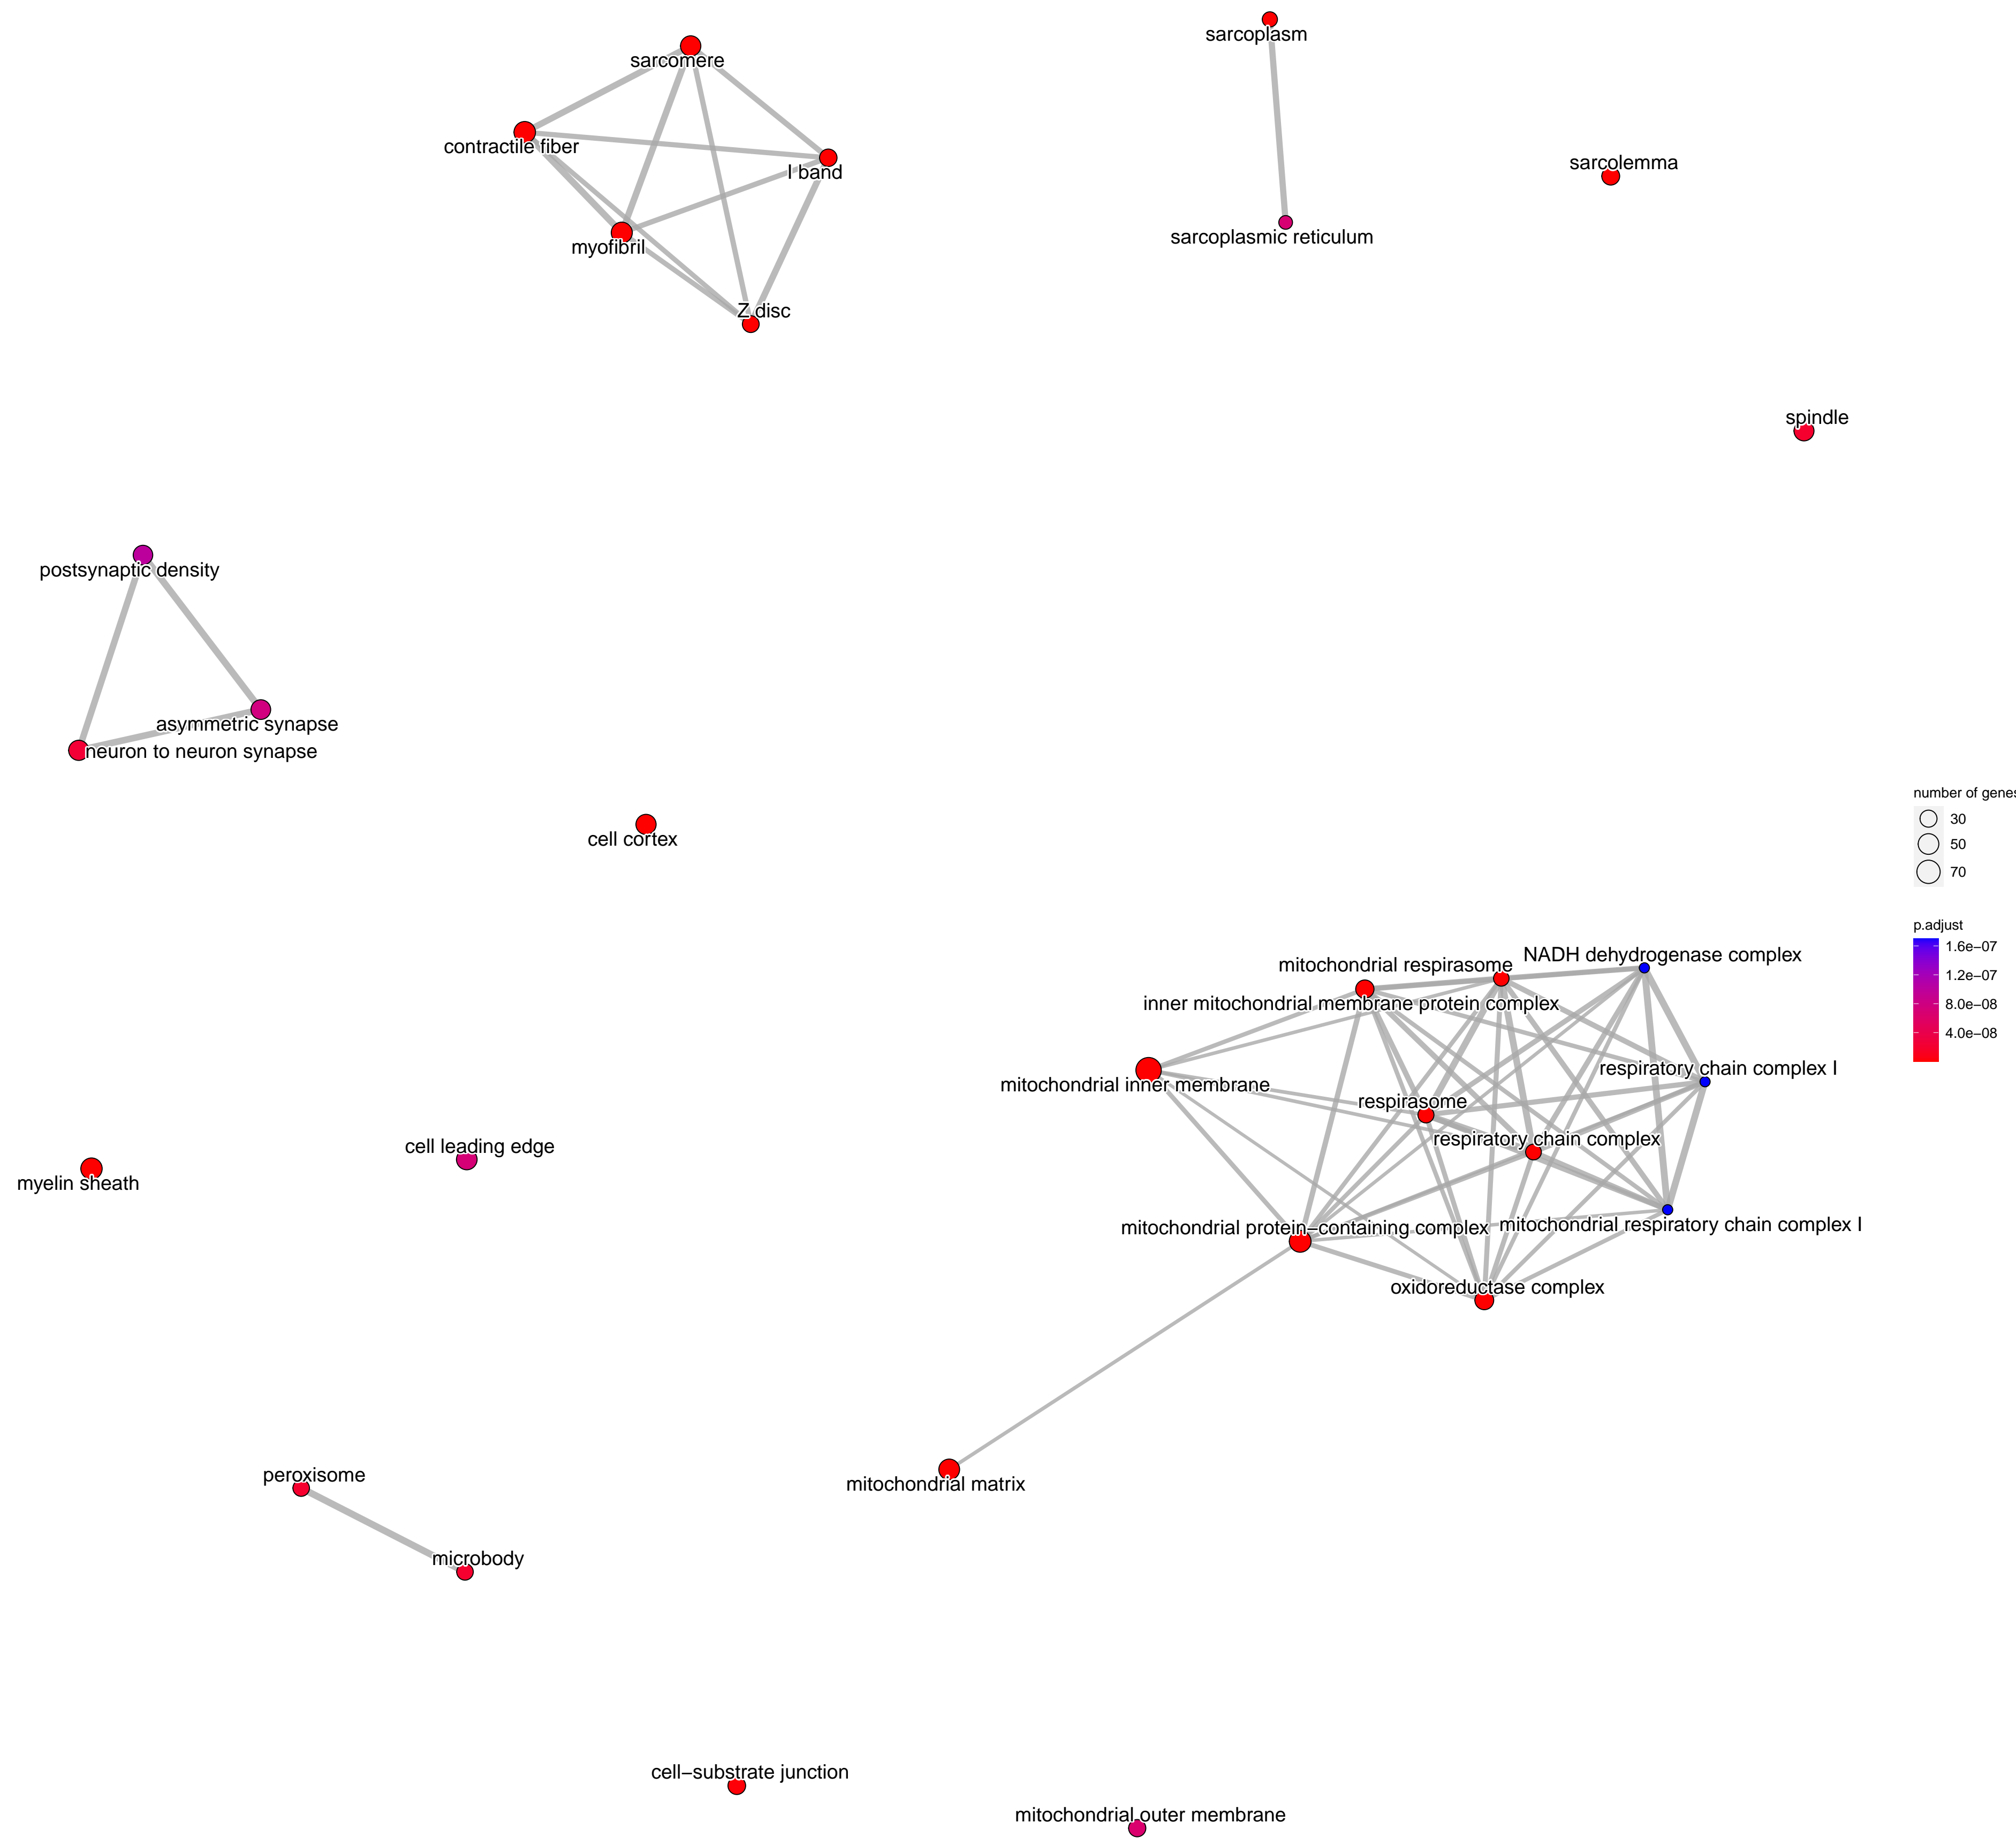 sarcoplasm
sarcomere
contractile fiber
I band
sarcolemma
sarcoplasmic reticulum
myofibril
Z disc
spindle
postsynaptic density
asymmetric synapse
neuron to neuron synapse
cell cortex
number of genes
30
50
70
p.adjust
1.6e−07
1.2e−07
8.0e−08
4.0e−08
NADH dehydrogenase complex
mitochondrial respirasome
inner mitochondrial membrane protein complex
respiratory chain complex I
mitochondrial inner membrane
respirasome
respiratory chain complex
cell leading edge
myelin sheath
mitochondrial protein−containing complex
mitochondrial respiratory chain complex I
oxidoreductase complex
peroxisome
mitochondrial matrix
microbody
cell−substrate junction
mitochondrial outer membrane